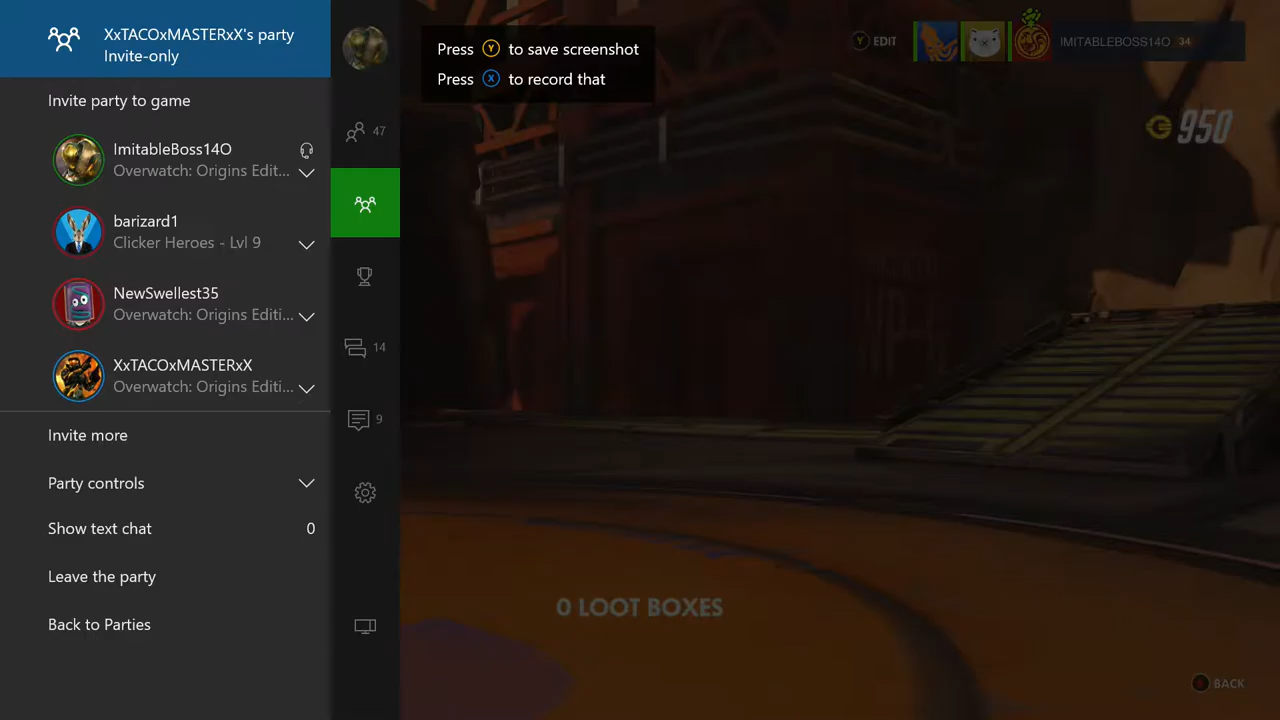 XxTACOxMASTERxX's party
Invite-only
Invite party to game
ImitableBoss14O
Overwatch: Origins Edit...
barizard1
Clicker Heroes - Lvl 9
NewSwellest35
Overwatch: Origins Editi...
XxTACOxMASTERxX
Overwatch: Origins Editi...
Invite more
Party controls
Show text chat 0
Leave the party
Back to Parties
47
14
9
Press Y to save screenshot
Press X to record that
Y EDIT
IMITABLEBOSS14O 34
950
0 LOOT BOXES
BACK